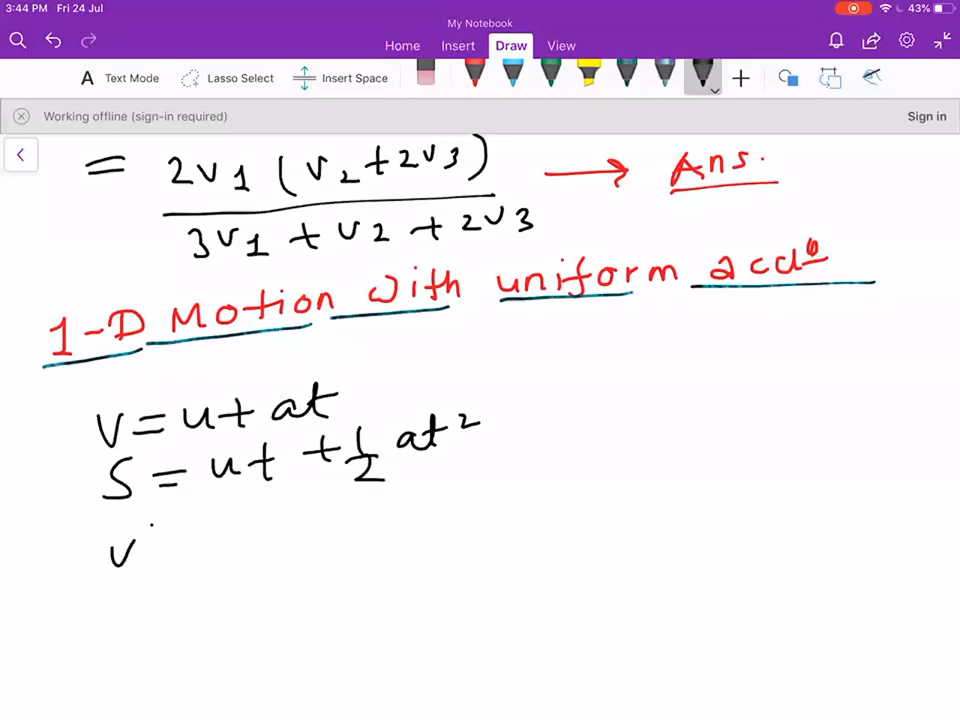 3:44 PM Fri 24 Jul
43%
My Notebook
Home Insert Draw View
A Text Mode Lasso Select Insert Space
Working offline (sign-in required) Sign in
= 2v1 (v2+2v3) / 3v1 + v2 + 2v3 → Ans.
1-D Motion with uniform
v = u + at
S = ut + 1/2 at²
v